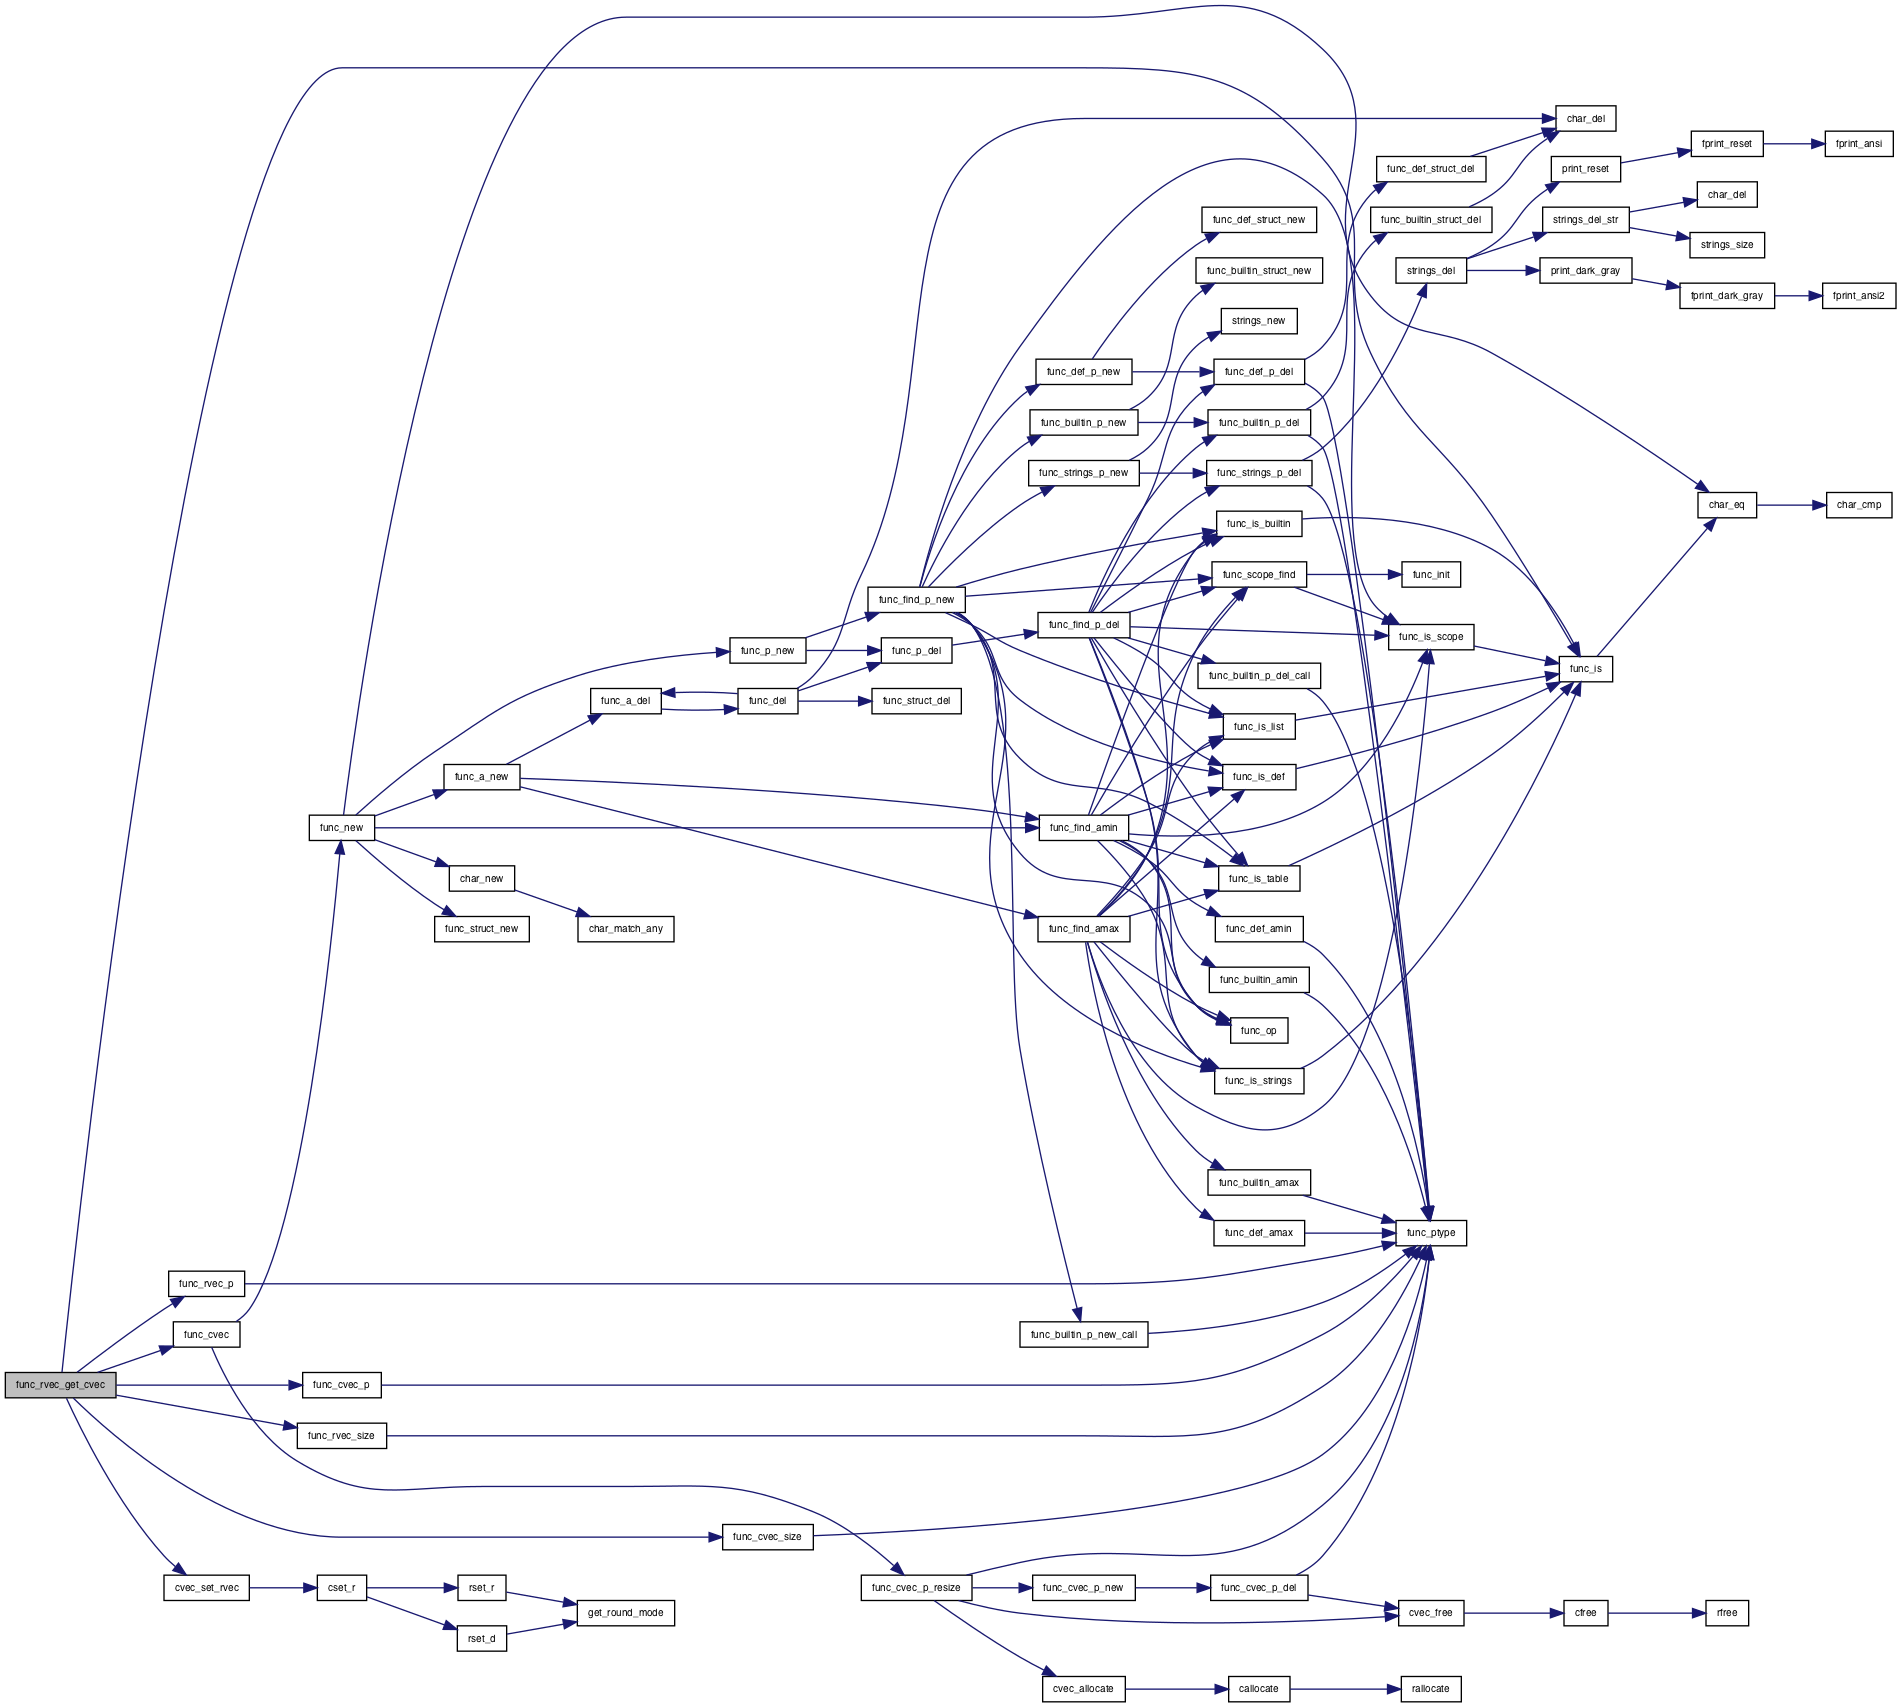 char_del
fprint_reset
fprint_ansi
print_reset
func_def_struct_del
char_del
func_def_struct_new
func_builtin_struct_del
strings_del_str
strings_size
func_builtin_struct_new
strings_del
print_dark_gray
fprint_dark_gray
fprint_ansi2
strings_new
func_def_p_new
func_def_p_del
func_builtin_p_new
func_builtin_p_del
func_strings_p_new
func_strings_p_del
char_eq
char_cmp
func_is_builtin
func_scope_find
func_init
func_find_p_new
func_find_p_del
func_is_scope
func_p_new
func_p_del
func_is
func_builtin_p_del_call
func_a_del
func_del
func_struct_del
func_is_list
func_a_new
func_is_def
func_new
func_find_amin
char_new
func_is_table
func_struct_new
char_match_any
func_find_amax
func_def_amin
func_builtin_amin
func_op
func_is_strings
func_builtin_amax
func_def_amax
func_ptype
func_rvec_p
func_cvec
func_builtin_p_new_call
func_rvec_get_cvec
func_cvec_p
func_rvec_size
func_cvec_size
cvec_set_rvec
cset_r
rset_r
func_cvec_p_resize
func_cvec_p_new
func_cvec_p_del
get_round_mode
cvec_free
cfree
rfree
rset_d
cvec_allocate
callocate
rallocate